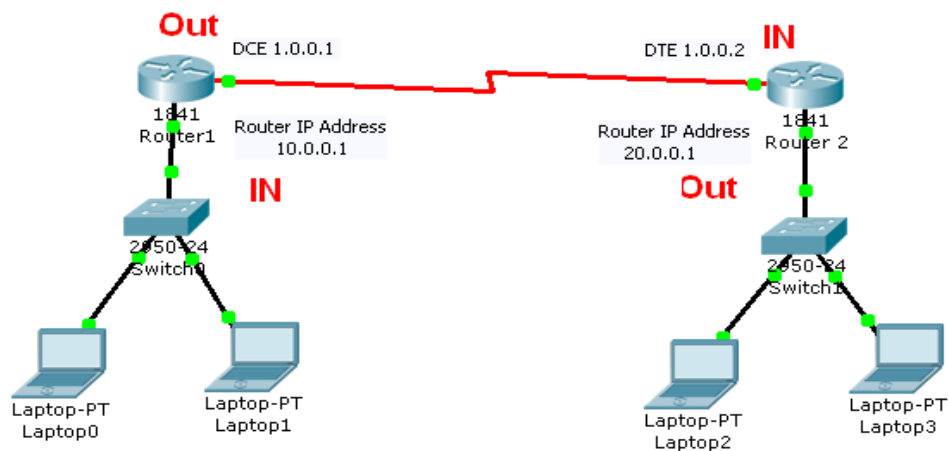 Out
DCE 1.0.0.1
DTE 1.0.0.2
IN
1841
Router1
Router IP Address
10.0.0.1
Router IP Address
20.0.0.1
1841
Router 2
IN
Out
2950-24
Switch0
2950-24
Switch1
Laptop-PT
Laptop0
Laptop-PT
Laptop1
Laptop-PT
Laptop2
Laptop-PT
Laptop3